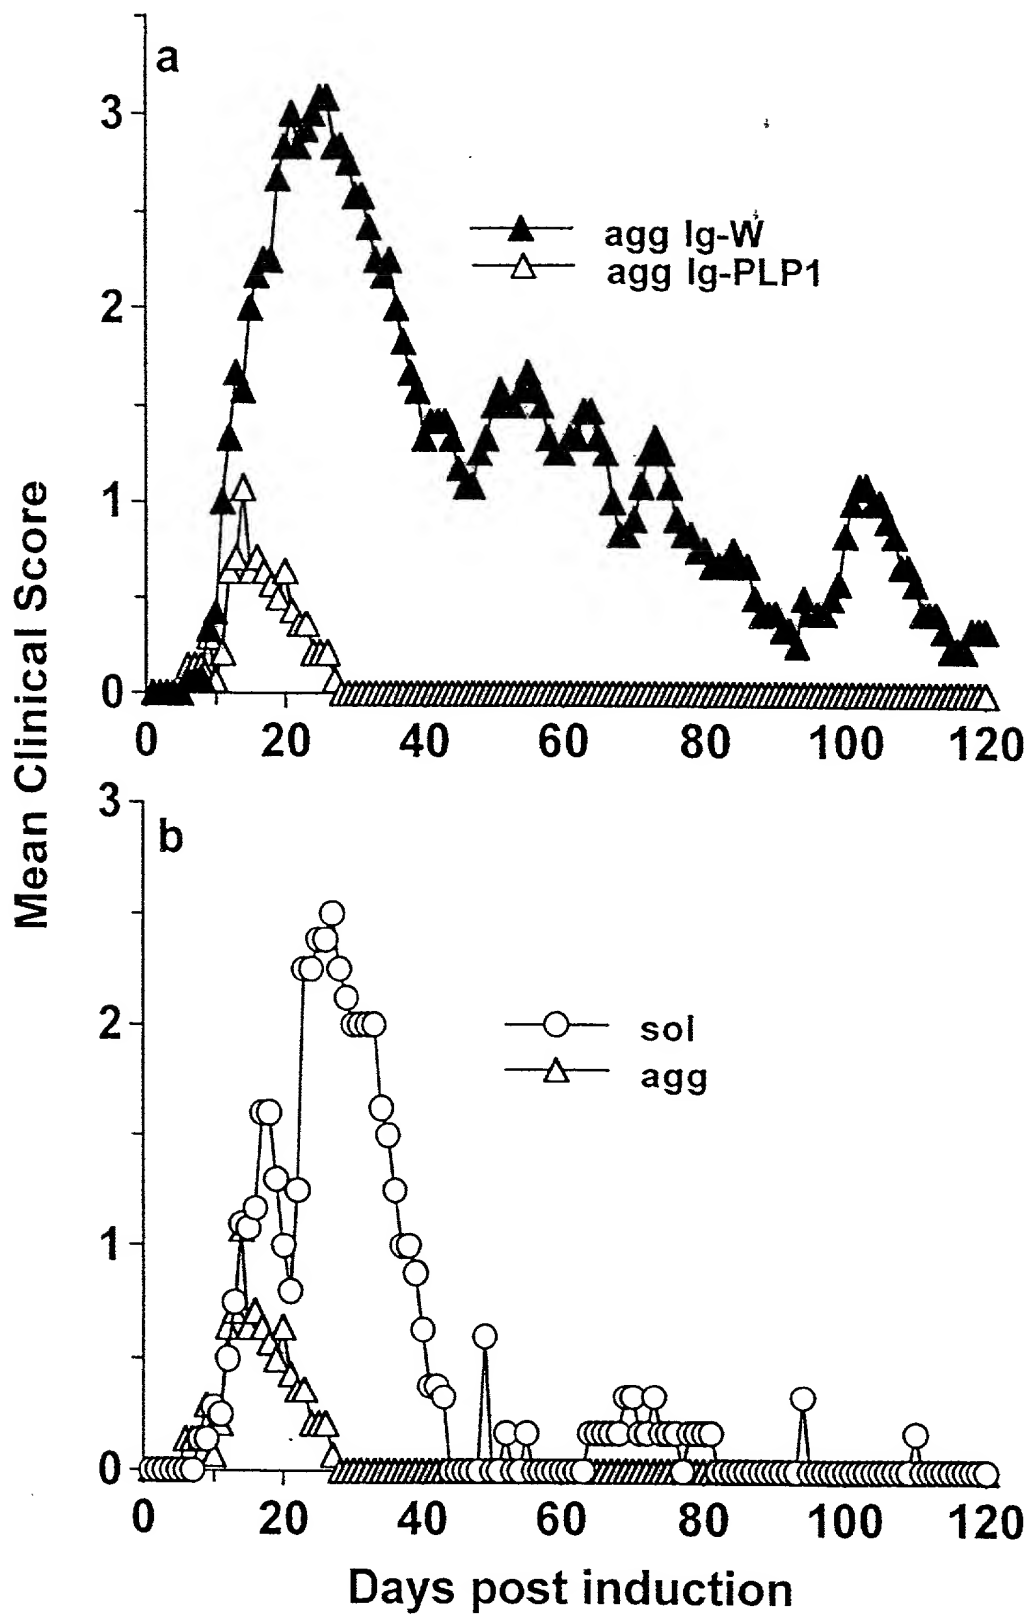 a
3
2
1
0
agg Ig-W
agg Ig-PLP1
0 20 40 60 80 100 120
Mean Clinical Score
b
3
2
1
0
sol
agg
0 20 40 60 80 100 120
Days post induction